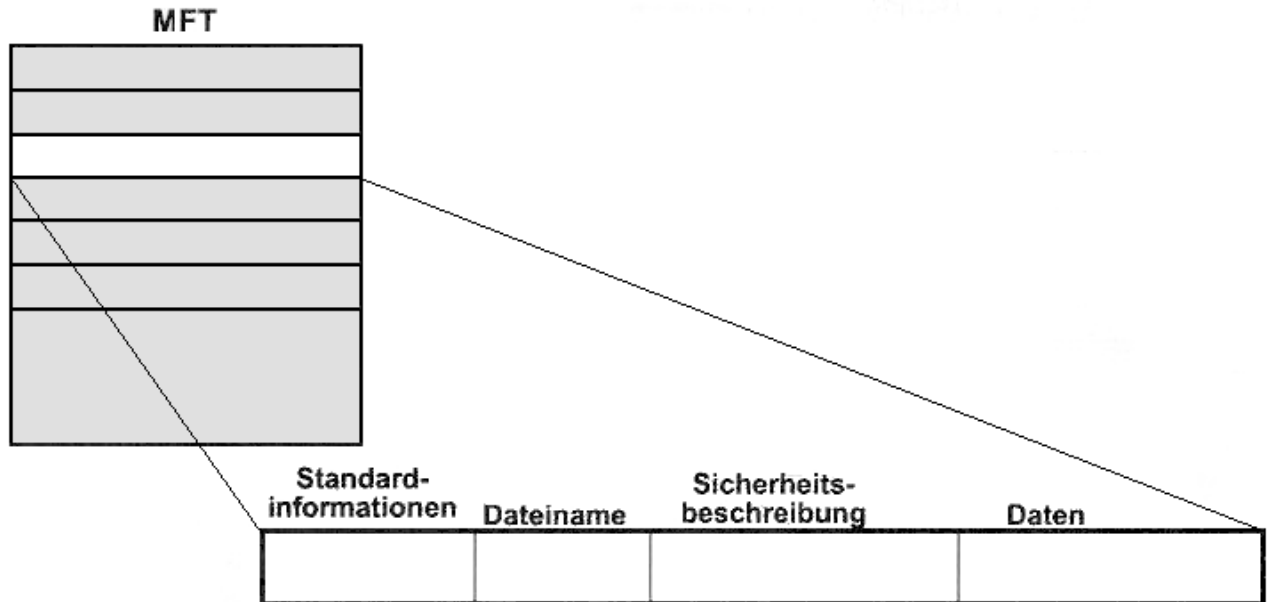 MFT
Standard-
informationen
Dateiname
Sicherheits-
beschreibung
Daten